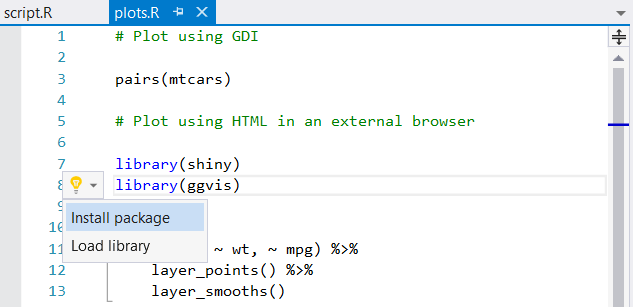 script.R plots.R
1 # Plot using GDI
2
3 pairs(mtcars)
4
5 # Plot using HTML in an external browser
6
7 library(shiny)
8 library(ggvis)
9
Install package
10
Load library
11 ~ wt, ~ mpg) %>%
12 layer_points() %>%
13 layer_smooths()